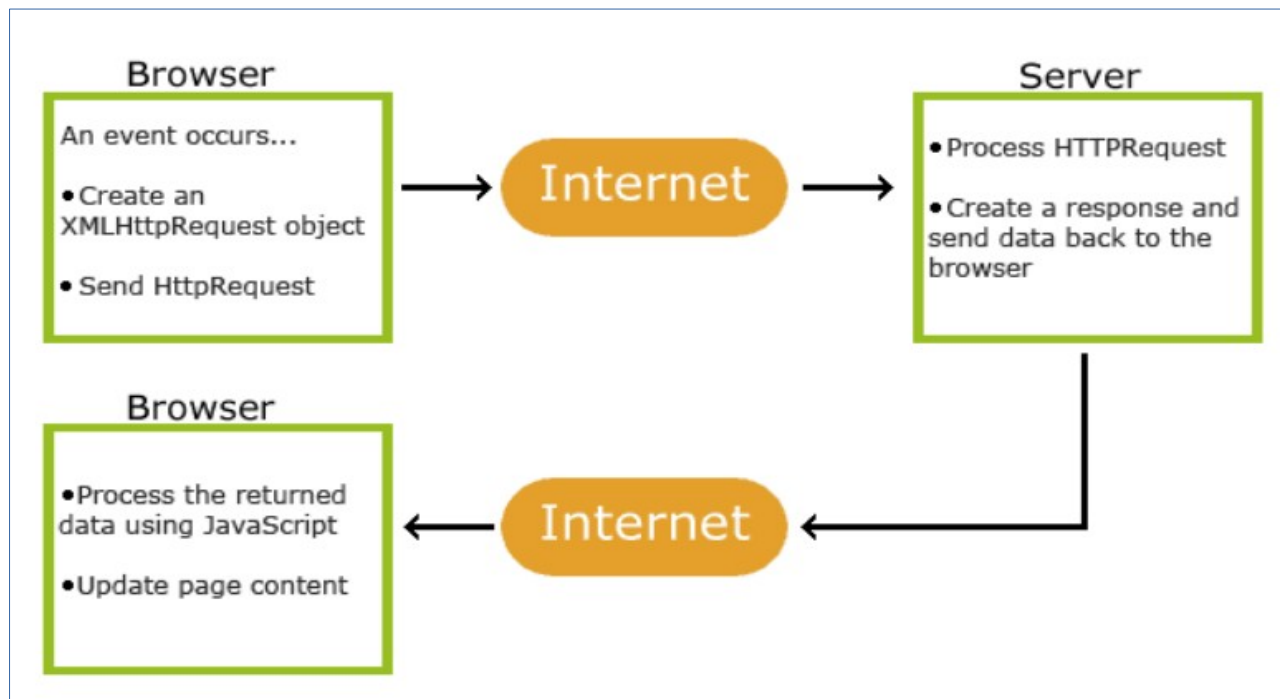 Browser
An event occurs...
•Create an
XMLHttpRequest object
• Send HttpRequest
Internet
Server
•Process HTTPRequest
•Create a response and
send data back to the
browser
Browser
•Process the returned
data using JavaScript
•Update page content
Internet